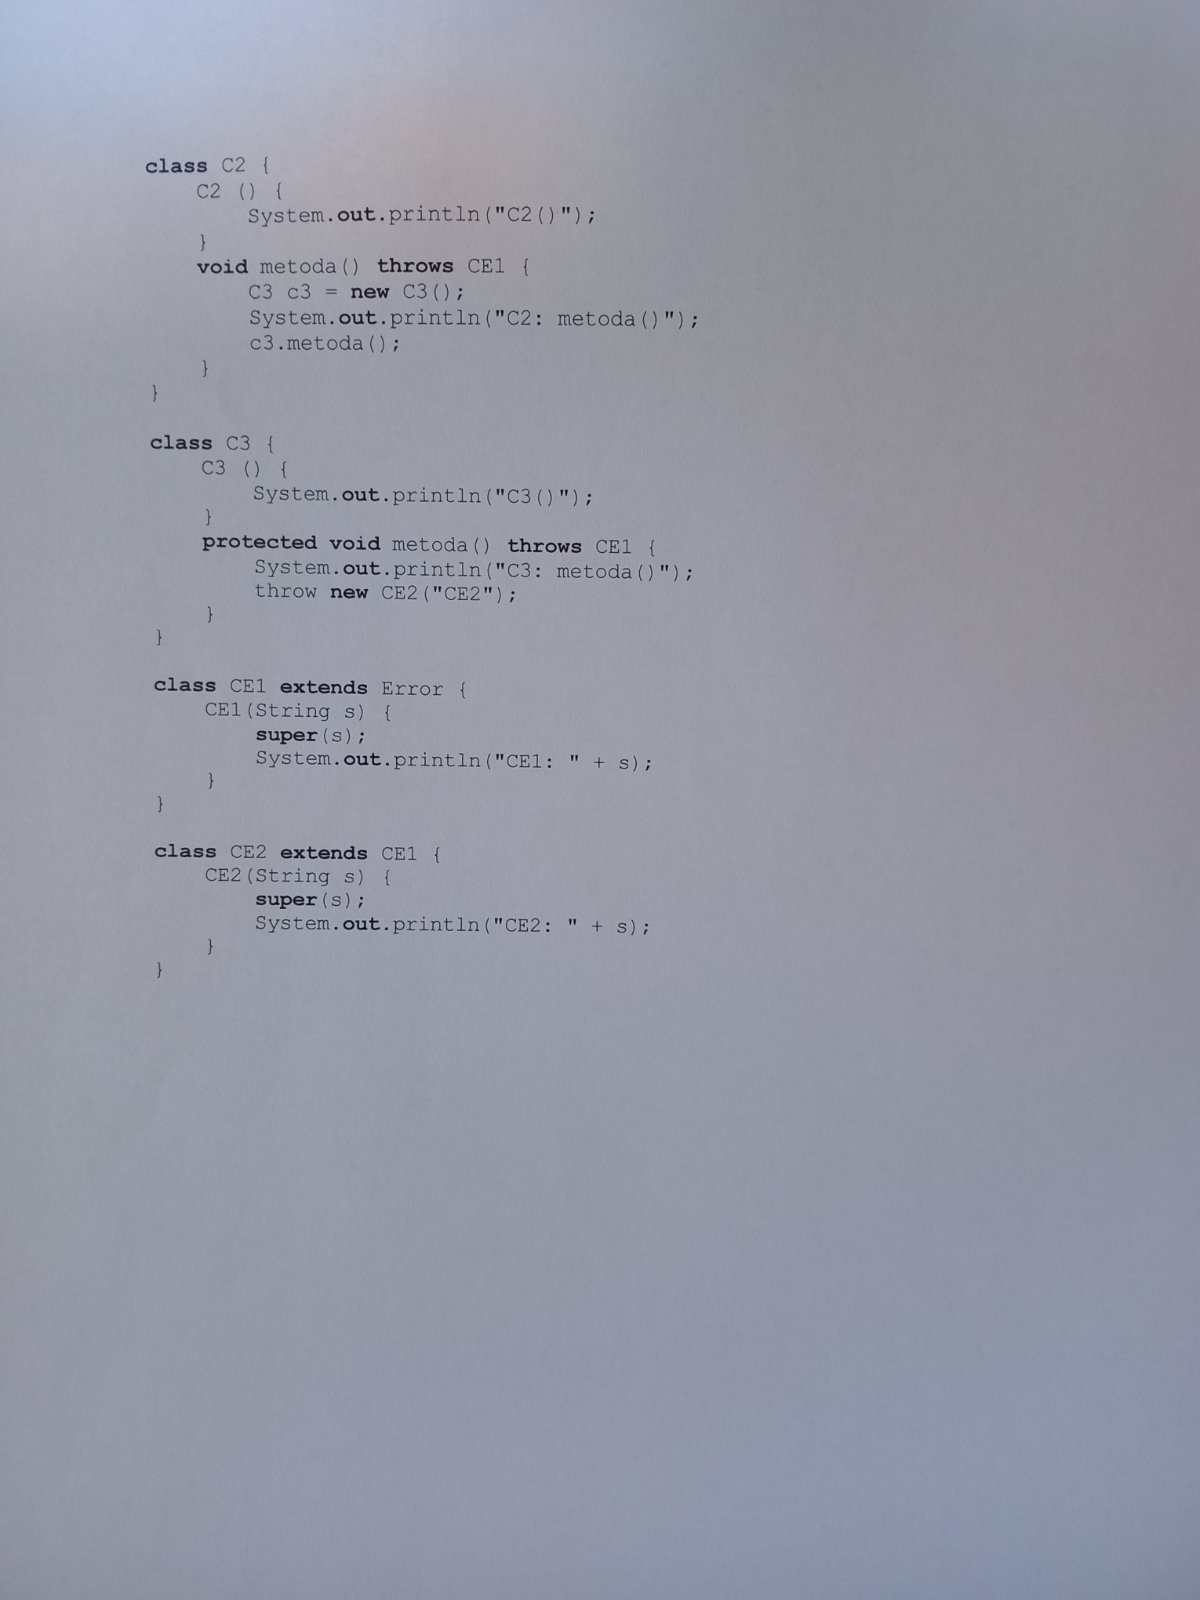 class C2 {
C2 () {
System.out.println("C2()");
}
void metoda() throws CE1 {
C3 c3 = new C3();
System.out.println("C2: metoda()");
c3.metoda();
}
}
class C3 {
C3 () {
System.out.println("C3()");
}
protected void metoda() throws CE1 {
System.out.println("C3: metoda()");
throw new CE2("CE2");
}
}
class CE1 extends Error {
CE1(String s) {
super(s);
System.out.println("CE1: " + s);
}
}
class CE2 extends CE1 {
CE2(String s) {
super(s);
System.out.println("CE2: " + s);
}
}